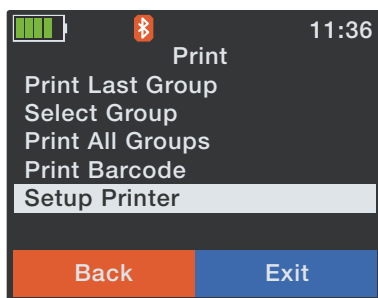 11:36
Print
Print Last Group
Select Group
Print All Groups
Print Barcode
Setup Printer
Back Exit